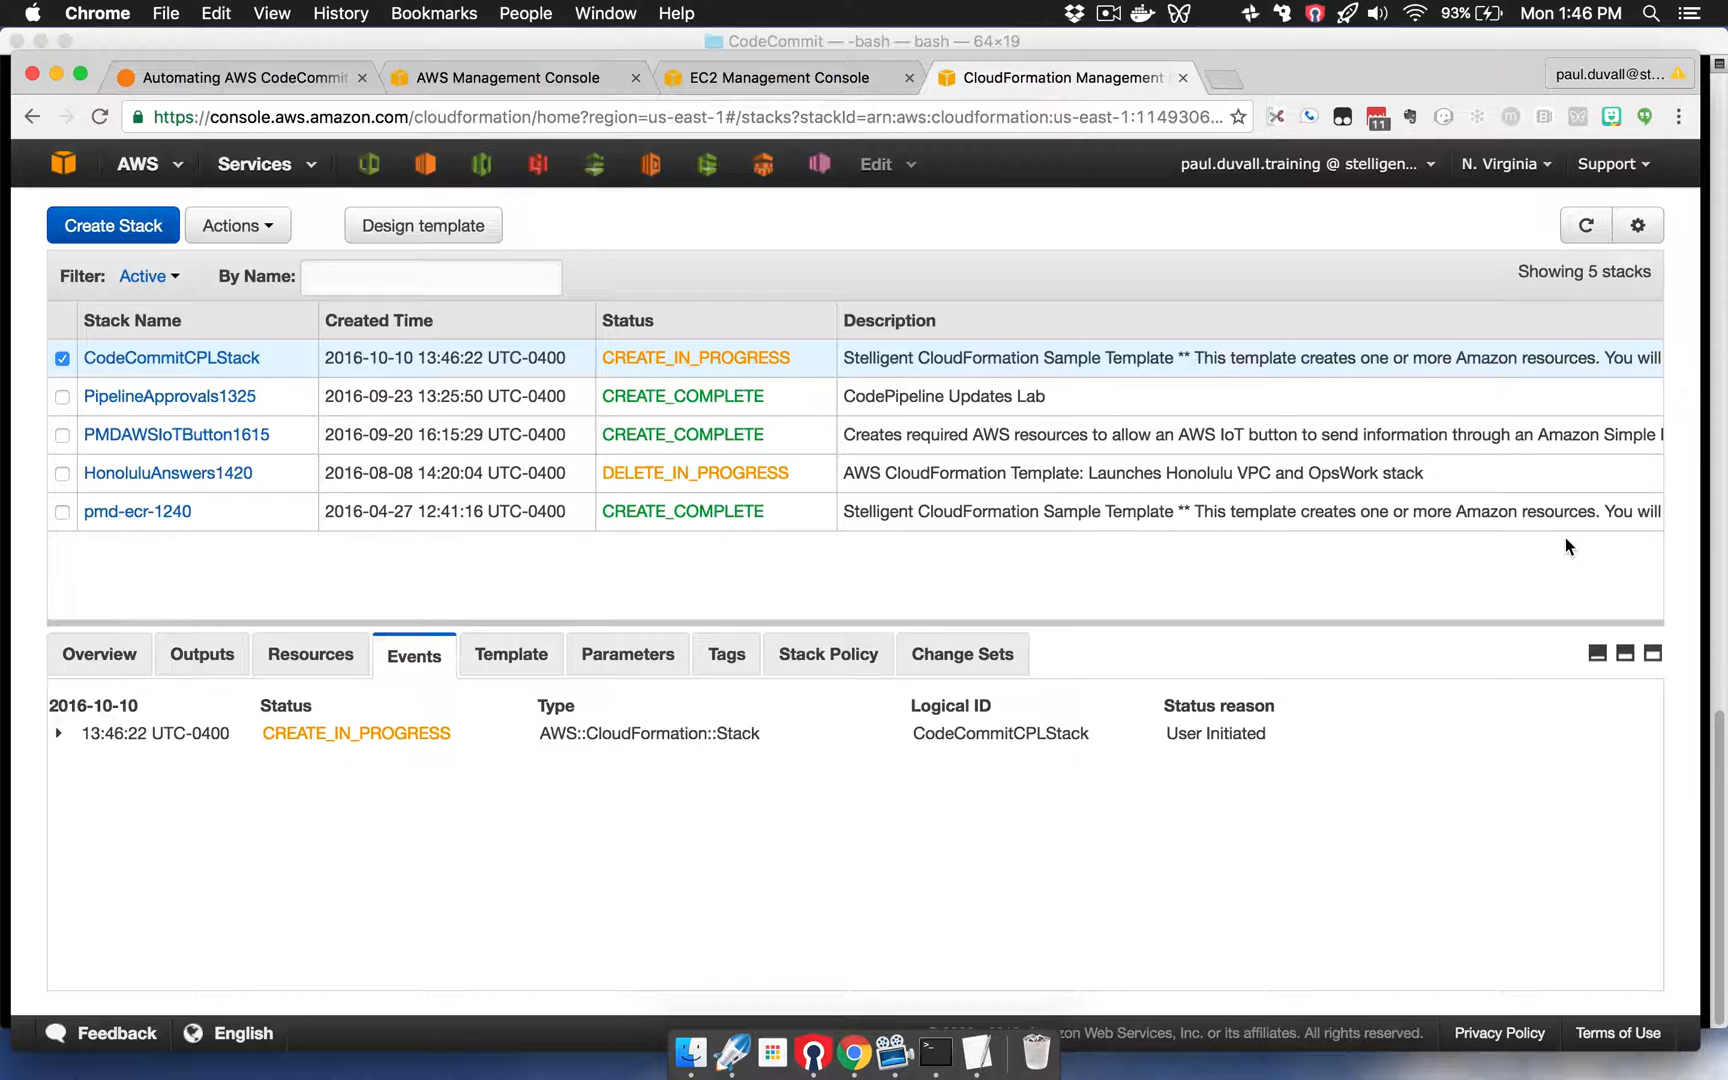 Chrome File Edit View History Bookmarks People Window Help 93% Mon 1:46 PM
CodeCommit — -bash — bash — 64×19
Automating AWS CodeCommit AWS Management Console EC2 Management Console CloudFormation Management paul.duvall@st...
https://console.aws.amazon.com/cloudformation/home?region=us-east-1#/stacks?stackId=arn:aws:cloudformation:us-east-1:1149306... 11
AWS Services Edit paul.duvall.training @ stelligen... N. Virginia Support
Create Stack Actions Design template
Filter: Active By Name: Showing 5 stacks
Stack Name Created Time Status Description
CodeCommitCPLStack 2016-10-10 13:46:22 UTC-0400 CREATE_IN_PROGRESS Stelligent CloudFormation Sample Template ** This template creates one or more Amazon resources. You will
PipelineApprovals1325 2016-09-23 13:25:50 UTC-0400 CREATE_COMPLETE CodePipeline Updates Lab
PMDAWSIoTButton1615 2016-09-20 16:15:29 UTC-0400 CREATE_COMPLETE Creates required AWS resources to allow an AWS IoT button to send information through an Amazon Simple
HonoluluAnswers1420 2016-08-08 14:20:04 UTC-0400 DELETE_IN_PROGRESS AWS CloudFormation Template: Launches Honolulu VPC and OpsWork stack
pmd-ecr-1240 2016-04-27 12:41:16 UTC-0400 CREATE_COMPLETE Stelligent CloudFormation Sample Template ** This template creates one or more Amazon resources. You will
Overview Outputs Resources Events Template Parameters Tags Stack Policy Change Sets
2016-10-10 Status Type Logical ID Status reason
13:46:22 UTC-0400 CREATE_IN_PROGRESS AWS::CloudFormation::Stack CodeCommitCPLStack User Initiated
Feedback English Web Services, Inc. or its affiliates. All rights reserved. Privacy Policy Terms of Use